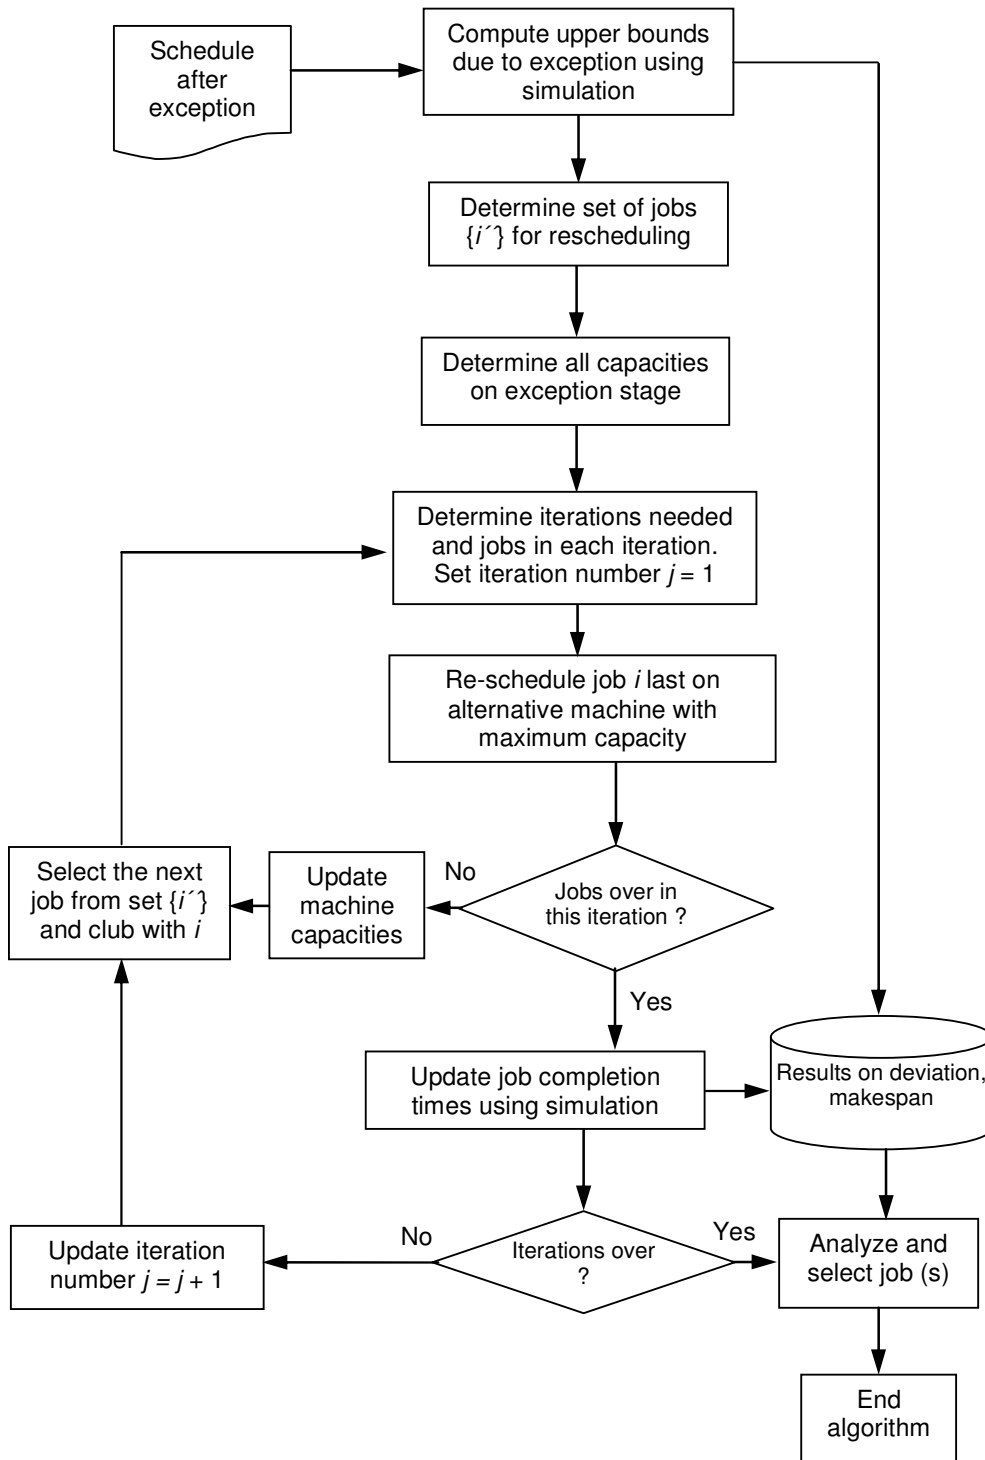 Schedule
after
exception
Compute upper bounds
due to exception using
simulation
Determine set of jobs
{i´} for rescheduling
Determine all capacities
on exception stage
Determine iterations needed
and jobs in each iteration.
Set iteration number j = 1
Re-schedule job i last on
alternative machine with
maximum capacity
Select the next
job from set {i´}
and club with i
Update
machine
capacities
No
Jobs over in
this iteration ?
Yes
Update job completion
times using simulation
Results on deviation,
makespan
Update iteration
number j = j + 1
No
Iterations over
?
Yes
Analyze and
select job (s)
End
algorithm